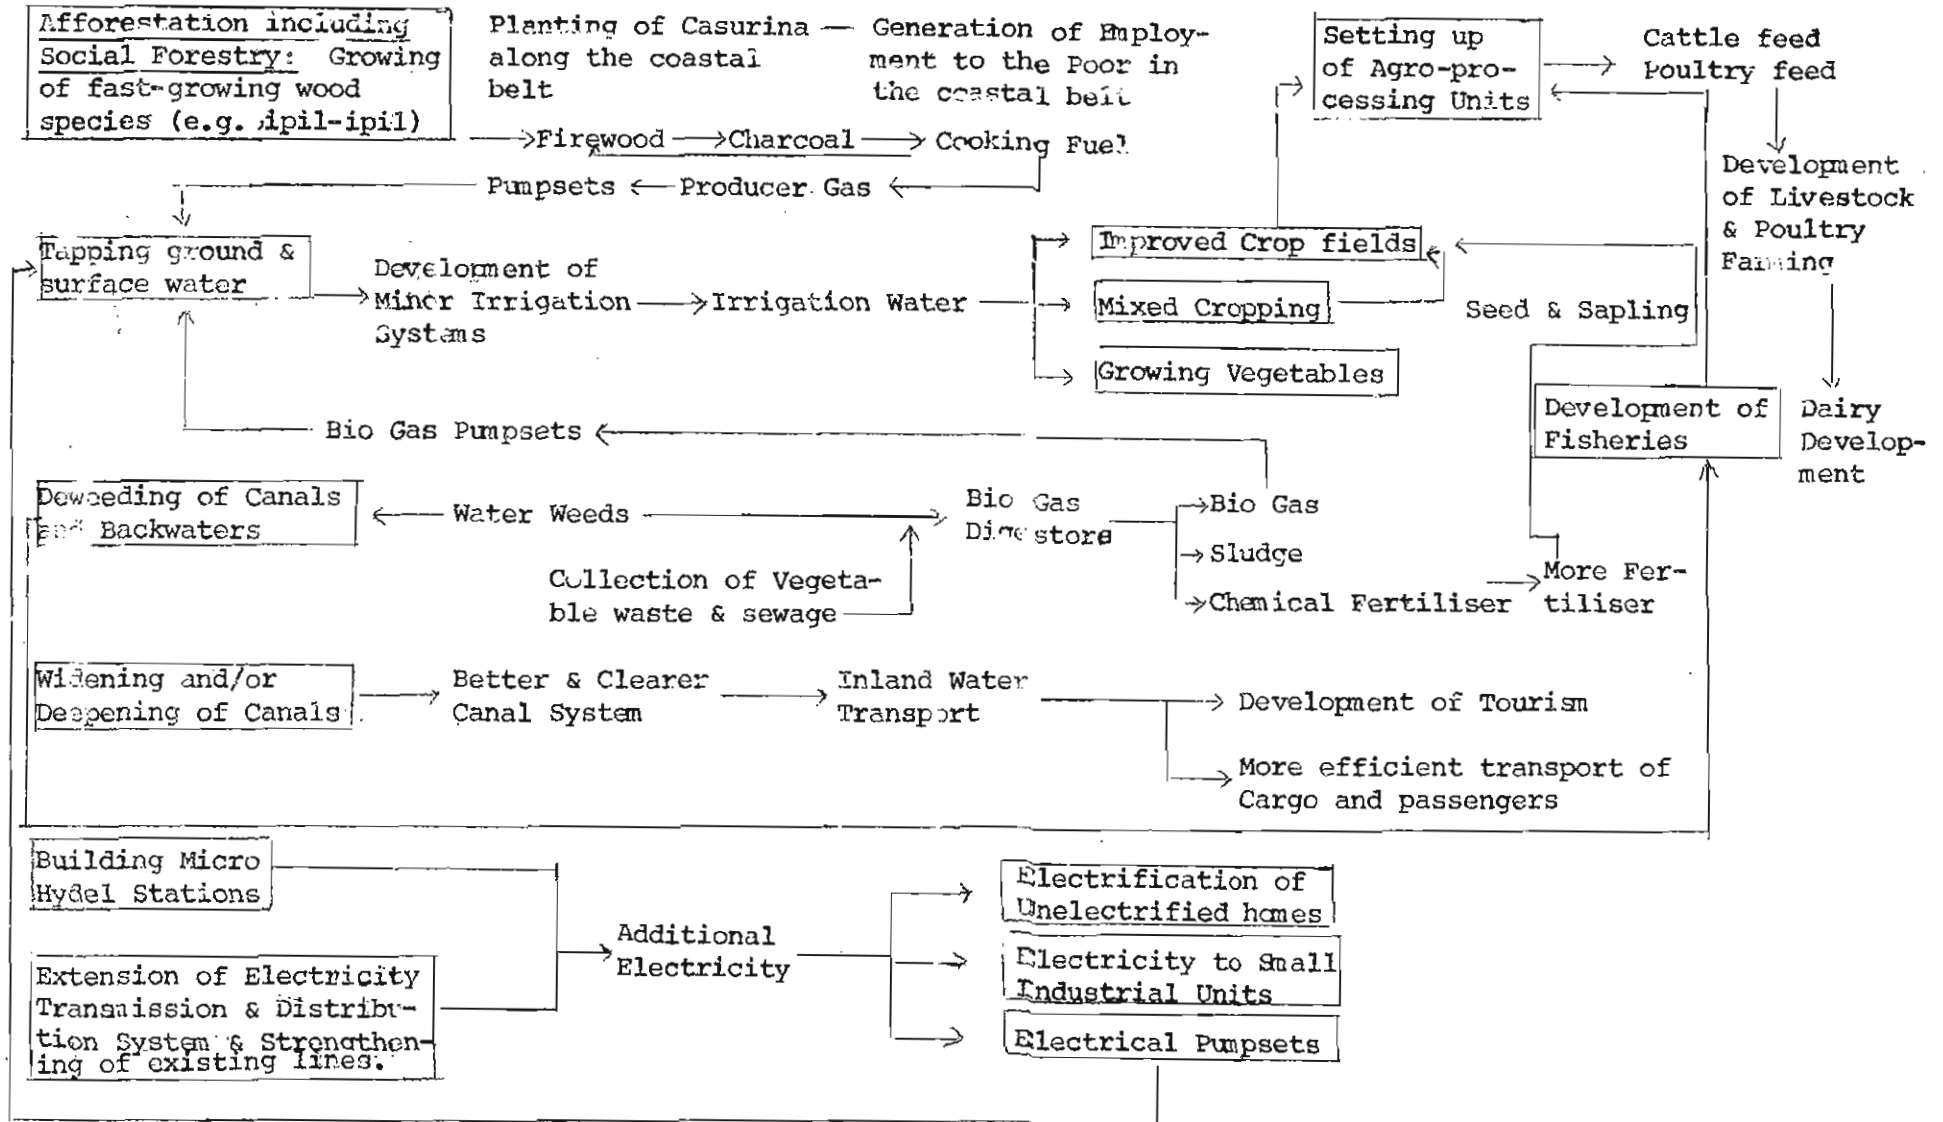 Afforestation including
Social Forestry: Growing
of fast-growing wood
species (e.g. ipil-ipil)
Planting of Casurina
along the coastal
belt
Generation of Employ-
ment to the Poor in
the coastal belt
Setting up
of Agro-pro-
cessing Units
Cattle feed
Poultry feed
Firewood
Charcoal
Cooking Fuel
Pumpsets
Producer Gas
Development
of Livestock
& Poultry
Farming
Tapping ground &
surface water
Development of
Minor Irrigation
Systems
Irrigation Water
Improved Crop fields
Mixed Cropping
Growing Vegetables
Seed & Sapling
Development of
Fisheries
Dairy
Develop-
ment
Bio Gas Pumpsets
Deweeding of Canals
and Backwaters
Water Weeds
Bio Gas
Digestors
Bio Gas
Sludge
Chemical Fertiliser
More Fer-
tiliser
Collection of Vegeta-
ble waste & sewage
Widening and/or
Deepening of Canals
Better & Clearer
Canal System
Inland Water
Transport
Development of Tourism
More efficient transport of
Cargo and passengers
Building Micro
Hydel Stations
Extension of Electricity
Transmission & Distribu-
tion System & Strengthen-
ing of existing lines.
Additional
Electricity
Electrification of
Unelectrified homes
Electricity to Small
Industrial Units
Electrical Pumpsets